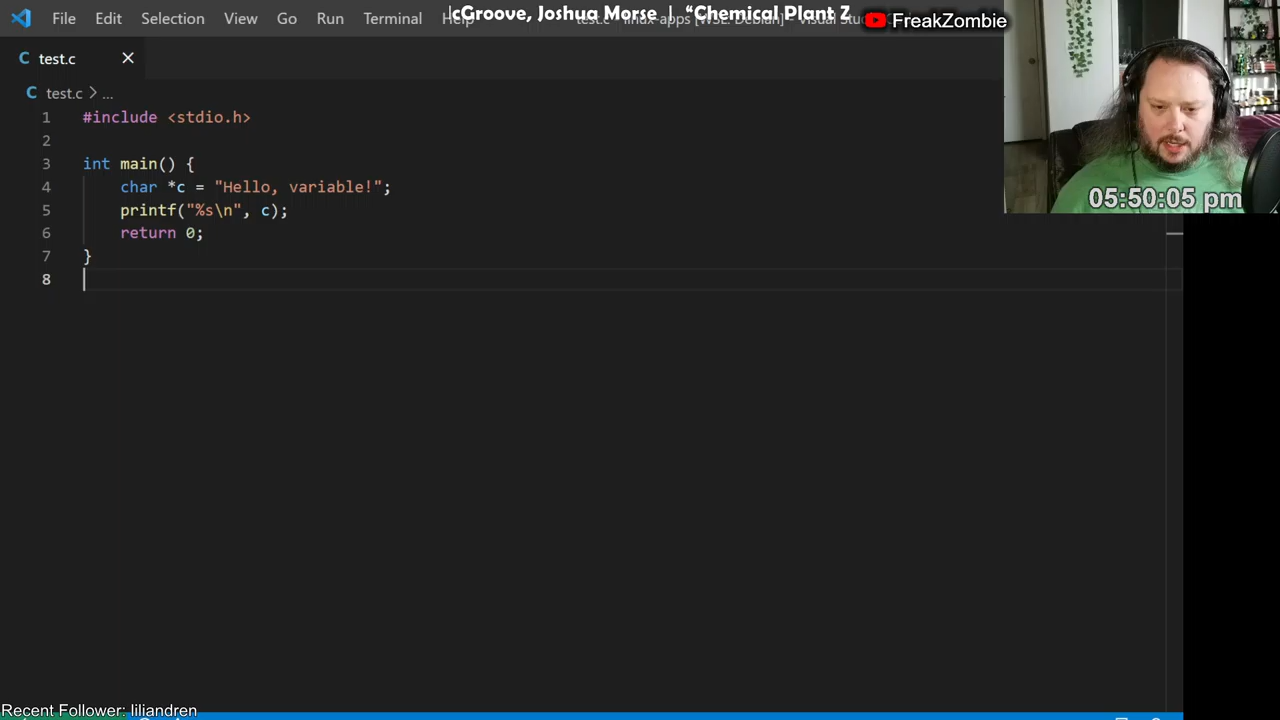 File Edit Selection View Go Run Terminal Help
cGroove, Joshua Morse | “Chemical Plant Z
FreakZombie
C test.c ×
C test.c > ...
1 #include <stdio.h>
2
3 int main() {
4 char *c = "Hello, variable!";
5 printf("%s\n", c);
6 return 0;
7 }
8
05:50:05 pm
Recent Follower: liliandren